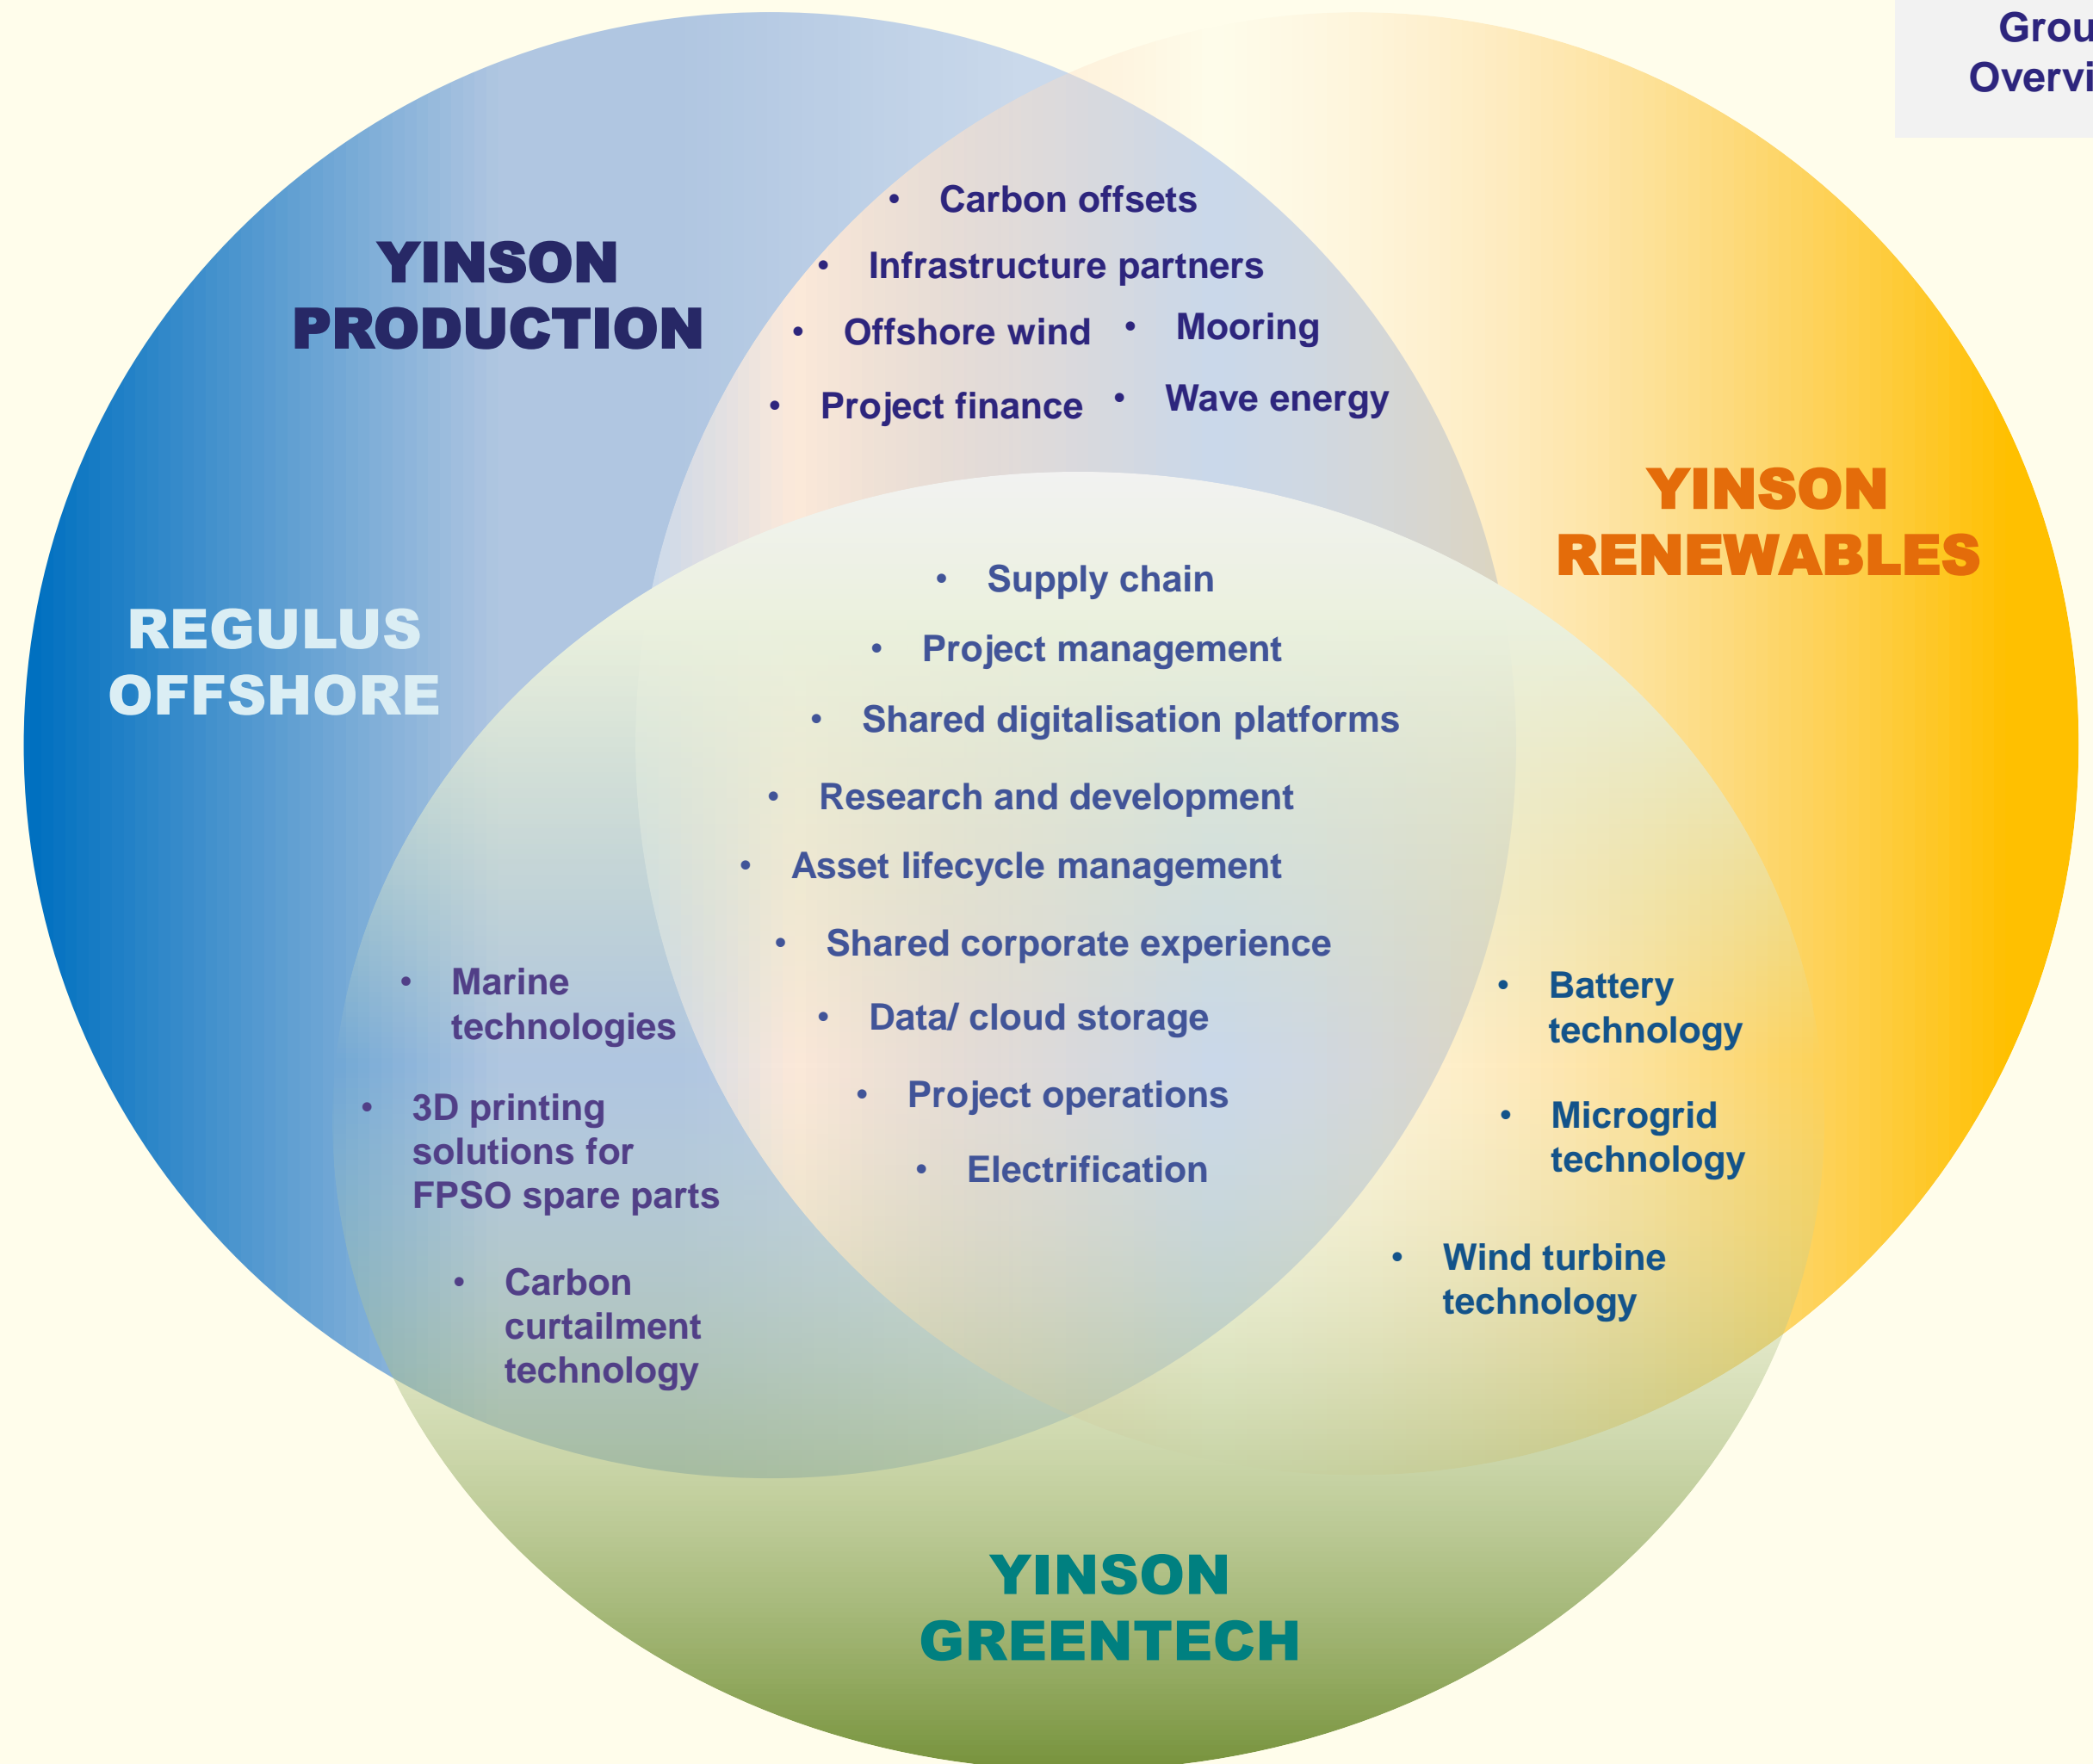 • Carbon offsets
• Infrastructure partners
• Offshore wind • Mooring
• Project finance • Wave energy
YINSON
PRODUCTION
YINSON
RENEWABLES
REGULUS
OFFSHORE
• Supply chain
• Project management
• Shared digitalisation platforms
• Research and development
• Asset lifecycle management
• Shared corporate experience
• Data/ cloud storage
• Project operations
• Electrification
• Marine
technologies
• 3D printing
solutions for
FPSO spare parts
• Carbon
curtailment
technology
• Battery
technology
• Microgrid
technology
• Wind turbine
technology
YINSON
GREENTECH